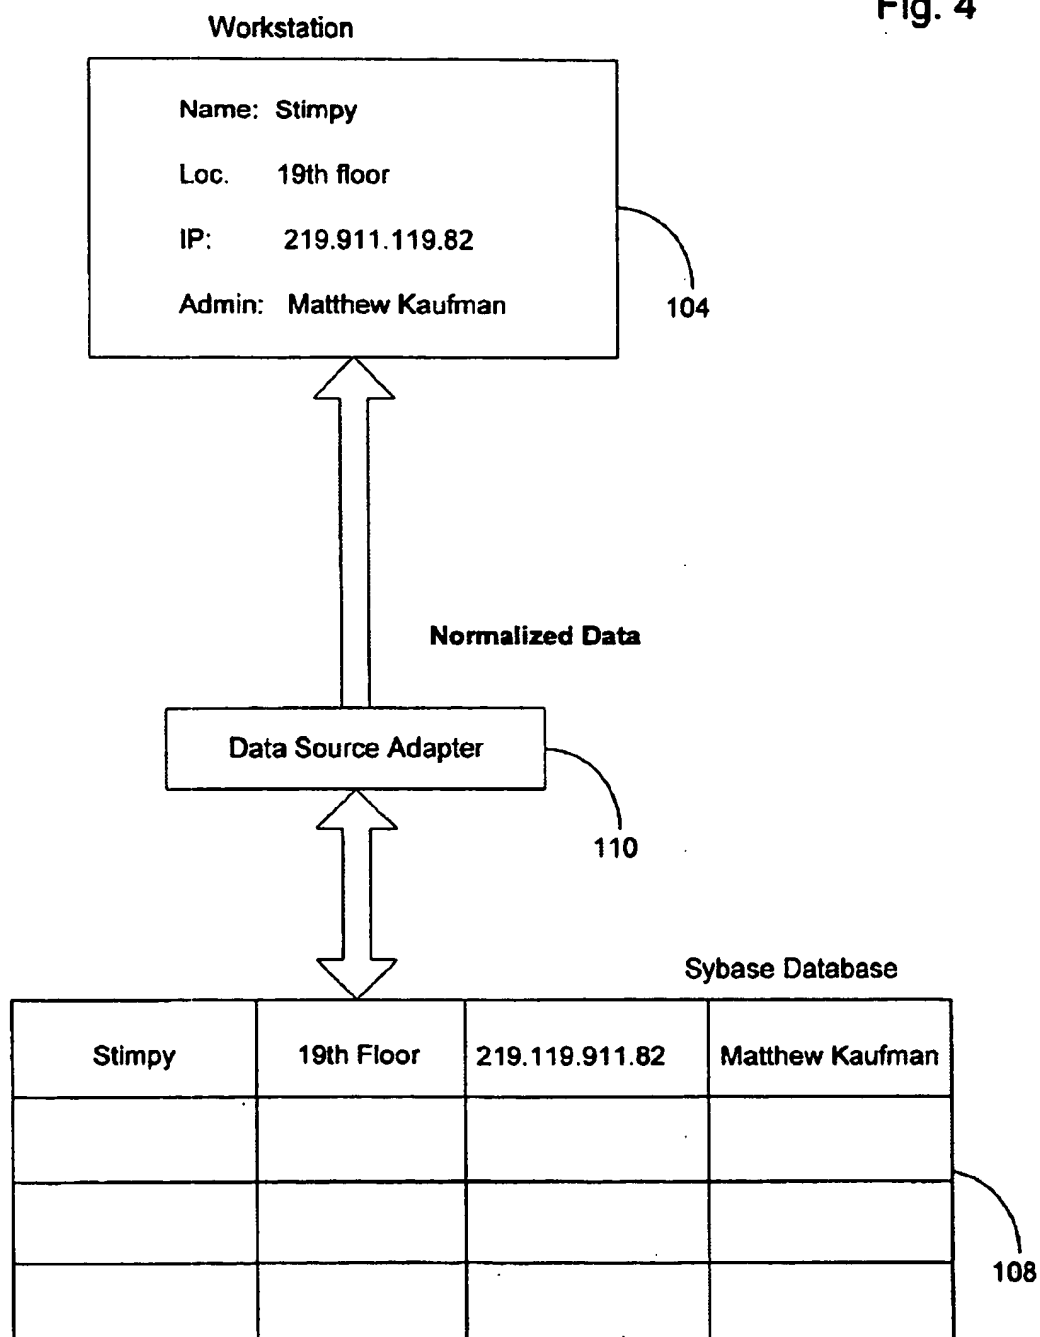 Fig. 4
Workstation
Name: Stimpy
Loc. 19th floor
IP: 219.911.119.82
Admin: Matthew Kaufman
104
Normalized Data
Data Source Adapter
110
Sybase Database
Stimpy 19th Floor 219.119.911.82 Matthew Kaufman
108